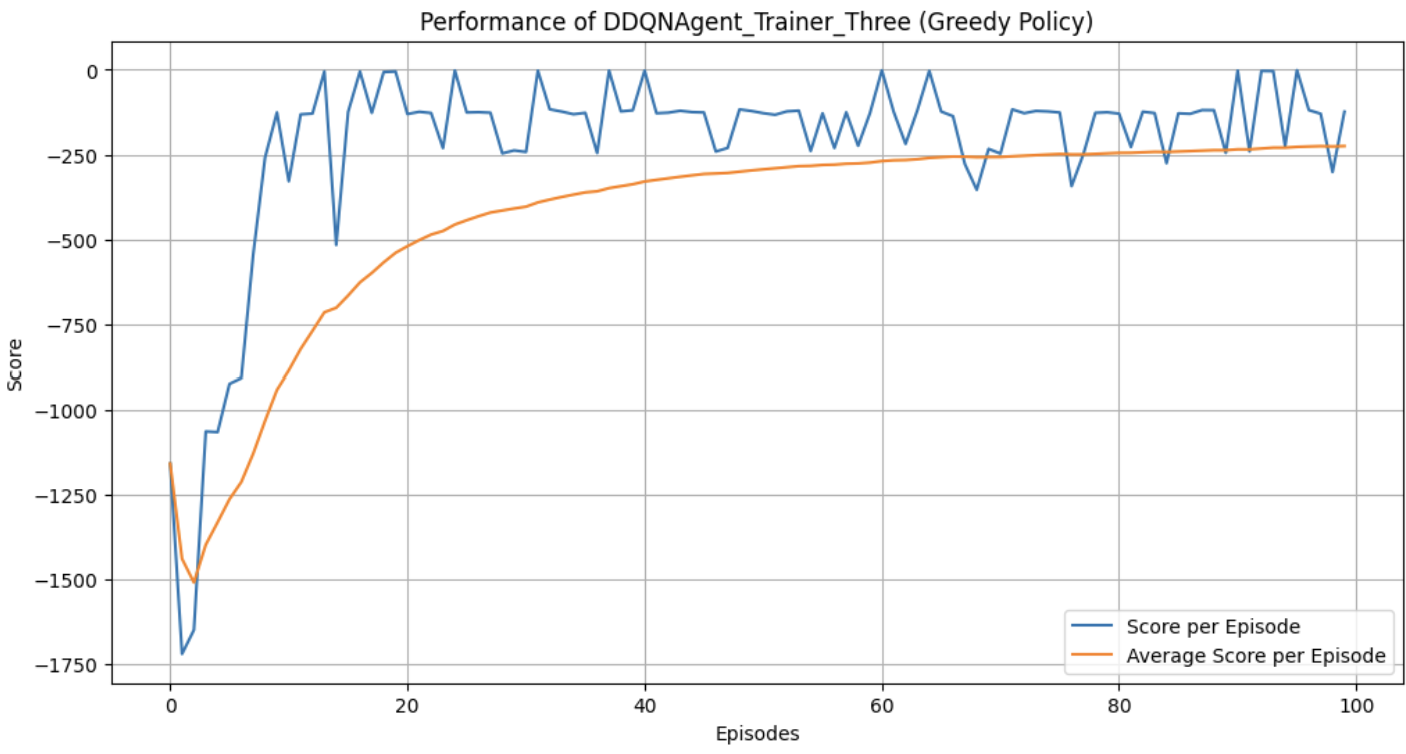 Performance of DDQNAgent_Trainer_Three (Greedy Policy)
0
−250
−500
−750
−1000
−1250
−1500
−1750
Score
0
20
40
60
80
100
Episodes
Score per Episode
Average Score per Episode